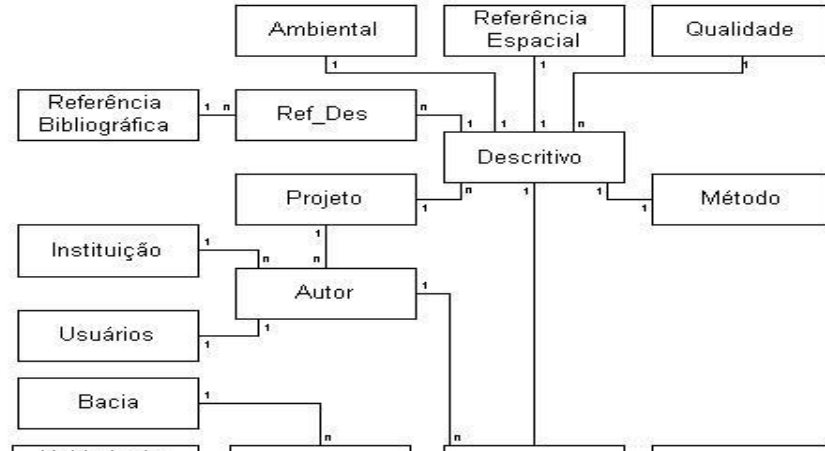 Ambiental
Referência
Espacial
Qualidade
1
1
1
Referência
Bibliográfica
1 n
Ref_Des
n
1
1
1
n
Descritivo
Projeto
n
1
1
1
1
Método
Instituição
1
1
n
n
Autor
1
Usuários
1
1
Bacia
1
n
n